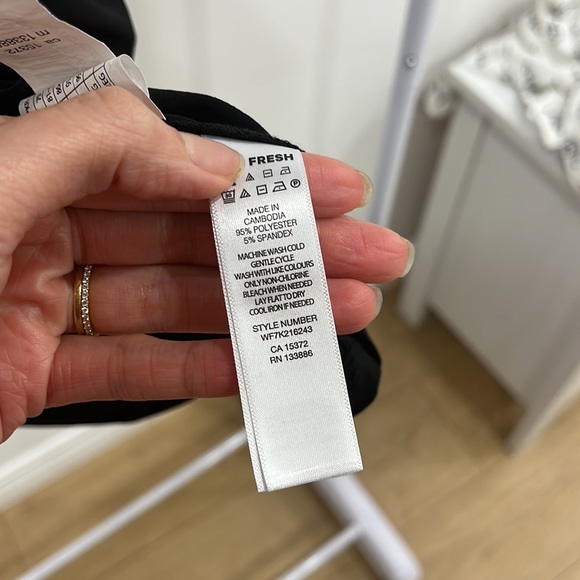 ca 15372
FRESH
MADE IN
CAMBODIA
95% POLYESTER
5% SPANDEX
MACHINE WASH COLD
GENTLE CYCLE
WASH WITH LIKE COLOURS
ONLY NON-CHLORINE
BLEACH WHEN NEEDED
LAY FLAT TO DRY
COOL IRON IF NEEDED
STYLE NUMBER
WF7K216243
CA 15372
RN 133886